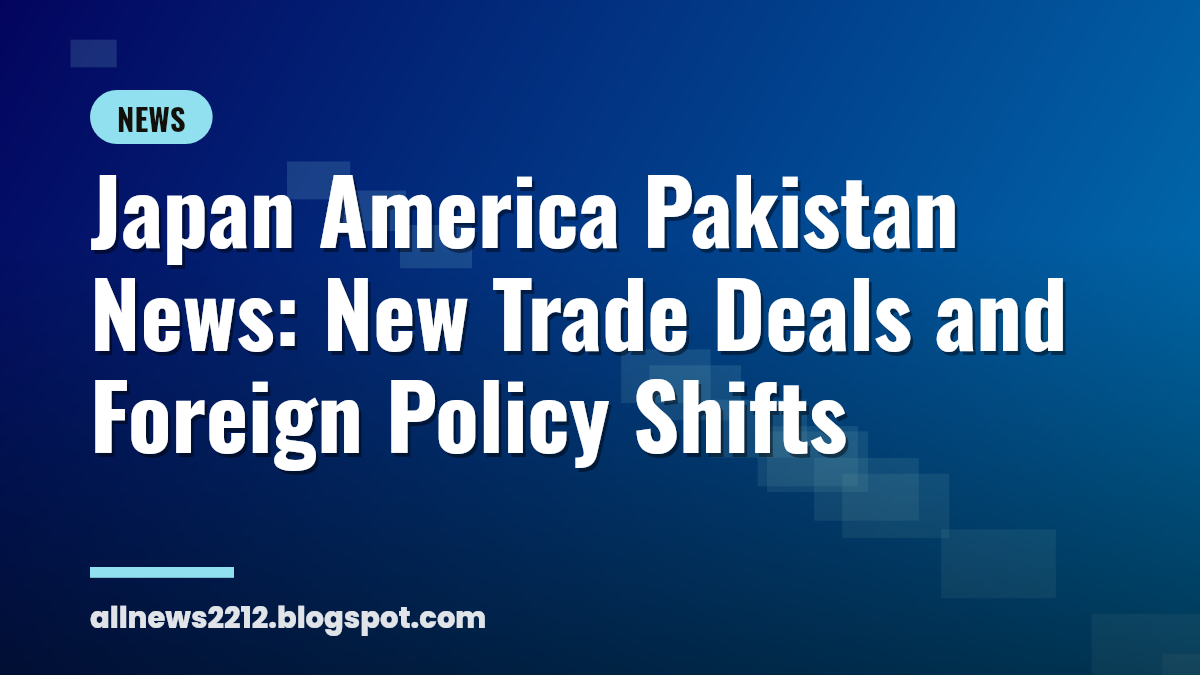 NEWS
Japan America Pakistan
News: New Trade Deals and
Foreign Policy Shifts
allnews2212.blogspot.com